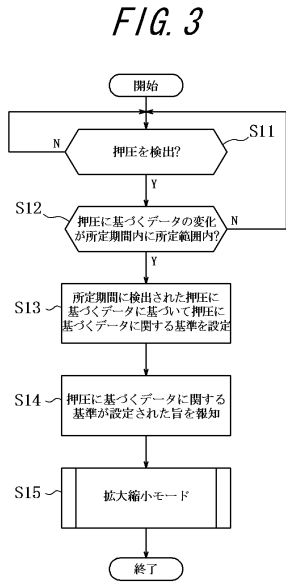 FIG. 3
開始
S11
押圧を検出?
N
Y
S12
押圧に基づくデータの変化
が所定期間内に所定範囲内?
N
Y
S13
所定期間に検出された押圧に
基づくデータに基づいて押圧に
基づくデータに関する基準を設定
S14
押圧に基づくデータに関する
基準が設定された旨を報知
S15
拡大縮小モード
終了